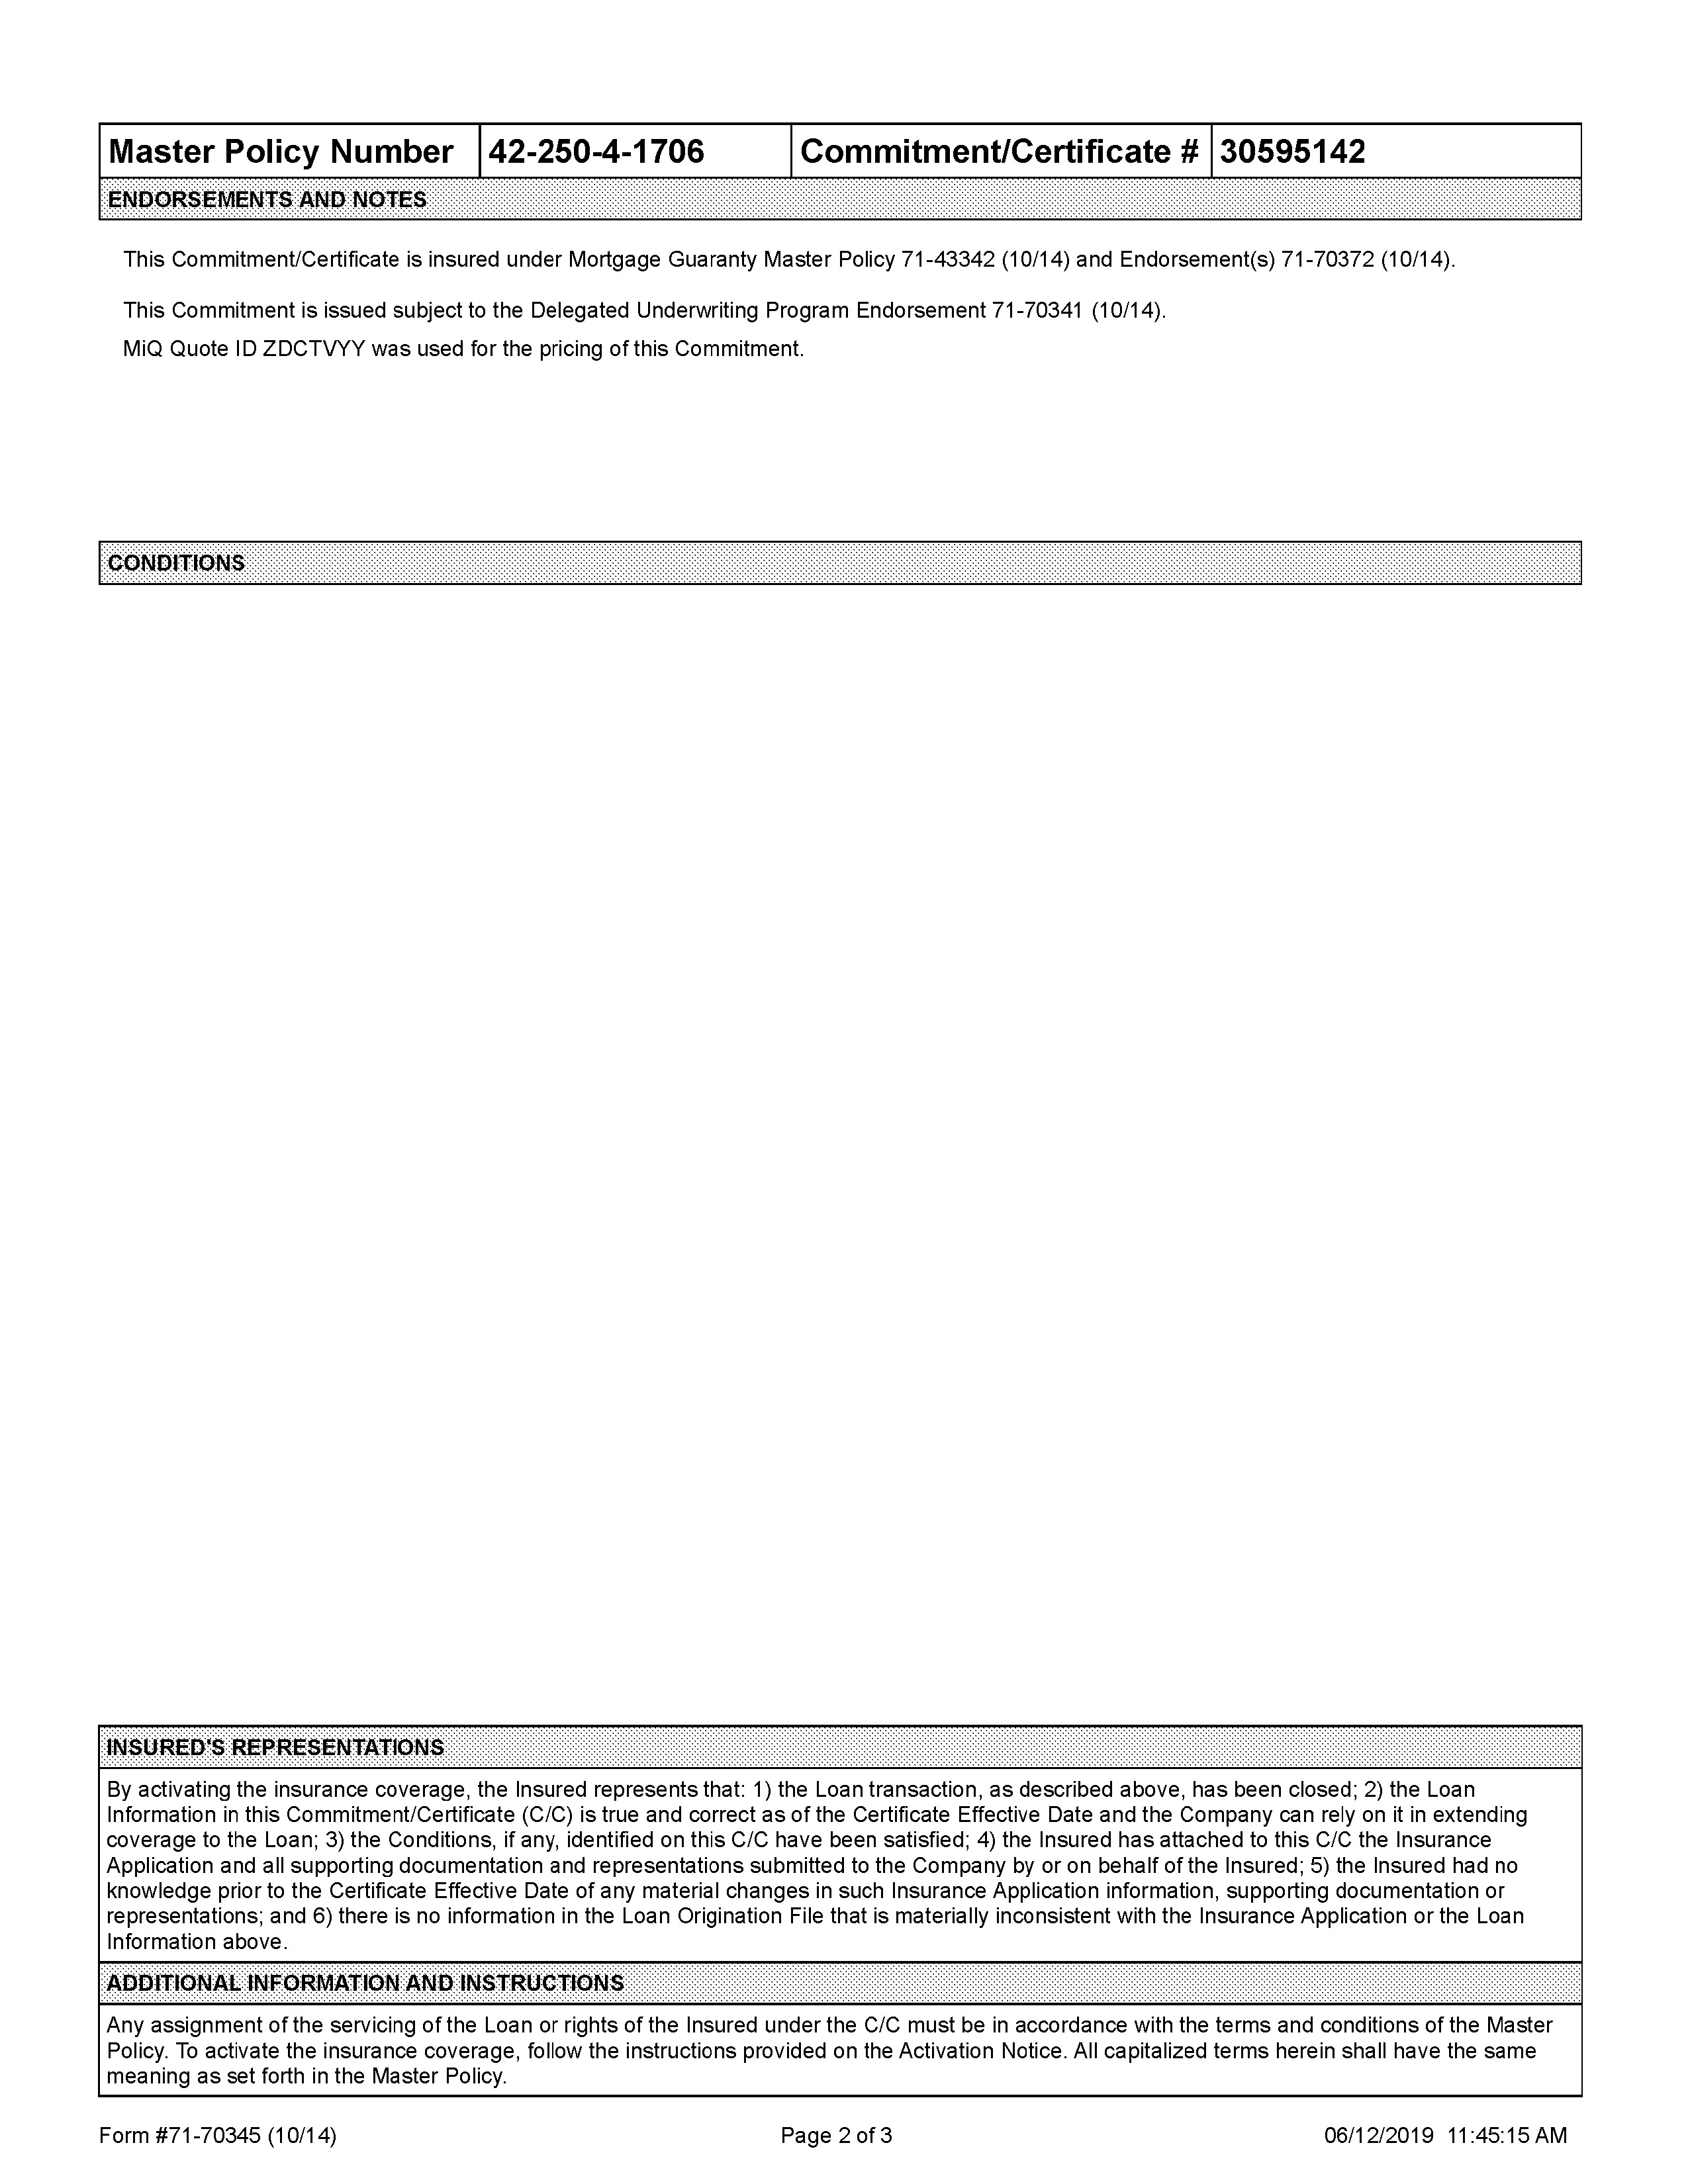 Master Policy Number 42-250-4-1706 Commitment/Certificate # 30595142
ENDORSEMENTS AND NOTES
This Commitment/Certificate is insured under Mortgage Guaranty Master Policy 71-43342 (10/14) and Endorsement(s) 71-70372 (10/14).
This Commitment is issued subject to the Delegated Underwriting Program Endorsement 71-70341 (10/14).
MiQ Quote ID ZDCTVYY was used for the pricing of this Commitment.
CONDITIONS
INSURED'S REPRESENTATIONS
By activating the insurance coverage, the Insured represents that: 1) the Loan transaction, as described above, has been closed; 2) the Loan
Information in this Commitment/Certificate (C/C) is true and correct as of the Certificate Effective Date and the Company can rely on it in extending
coverage to the Loan; 3) the Conditions, if any, identified on this C/C have been satisfied; 4) the Insured has attached to this C/C the Insurance
Application and all supporting documentation and representations submitted to the Company by or on behalf of the Insured; 5) the Insured had no
knowledge prior to the Certificate Effective Date of any material changes in such Insurance Application information, supporting documentation or
representations; and 6) there is no information in the Loan Origination File that is materially inconsistent with the Insurance Application or the Loan
Information above.
ADDITIONAL INFORMATION AND INSTRUCTIONS
Any assignment of the servicing of the Loan or rights of the Insured under the C/C must be in accordance with the terms and conditions of the Master
Policy. To activate the insurance coverage, follow the instructions provided on the Activation Notice. All capitalized terms herein shall have the same
meaning as set forth in the Master Policy.
Form #71-70345 (10/14) Page 2 of 3 06/12/2019 11:45:15 AM